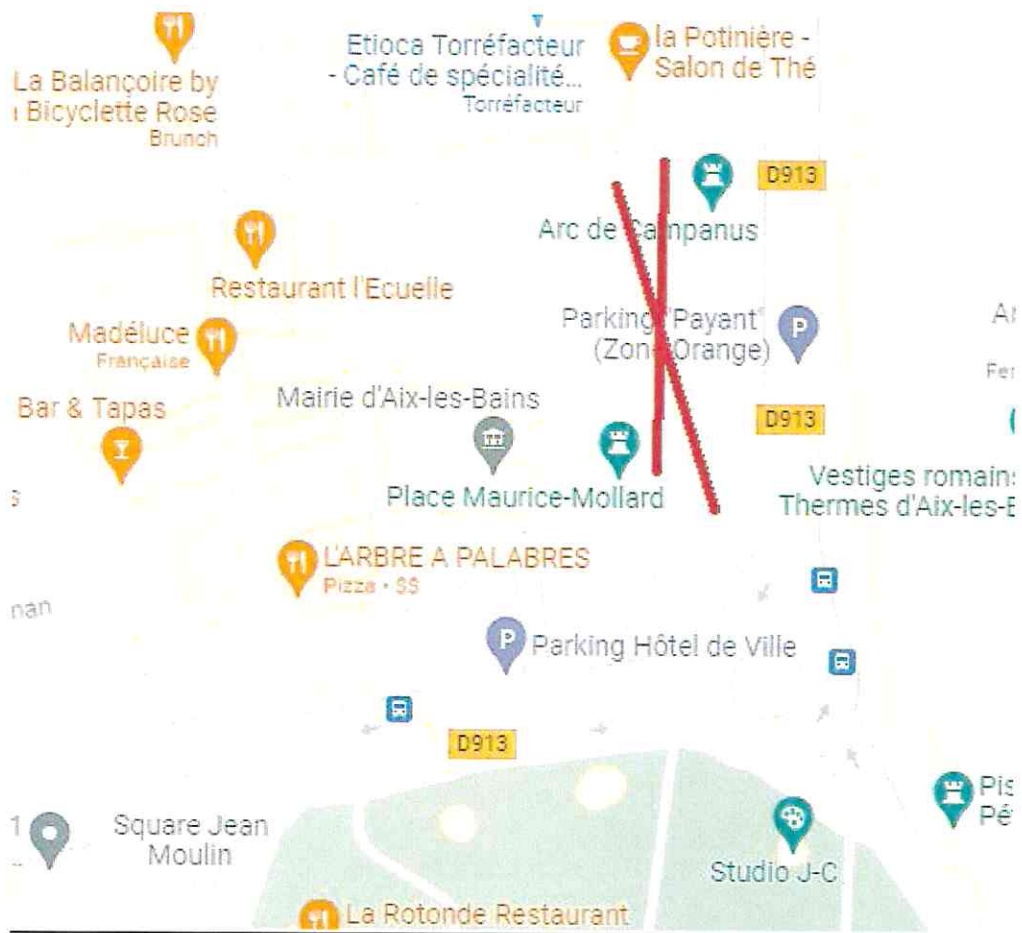 Etioca Torréfacteur
- Café de spécialité...
Torréfacteur
la Potinière -
Salon de Thé
La Balançoire by
Bicyclette Rose
Brunch
D913
Arc de Campanus
Restaurant l'Ecuelle
Parking "Payant"
(Zone Orange)
P
Madéluce
Française
Mairie d'Aix-les-Bains
Bar & Tapas
D913
Place Maurice-Mollard
Vestiges romains
Thermes d'Aix-les-B
L'ARBRE A PALABRES
Pizza · $$
nan
P
Parking Hôtel de Ville
D913
Square Jean
Moulin
Studio J-C
La Rotonde Restaurant